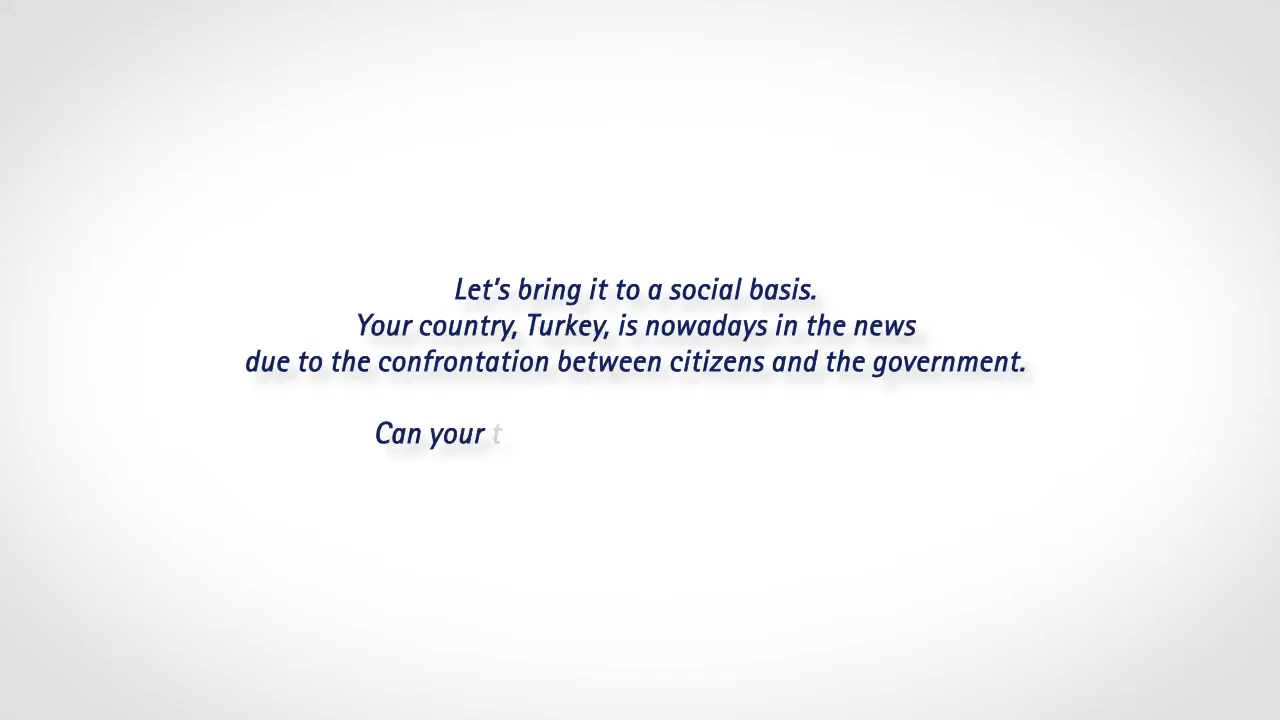 Let's bring it to a social basis.
Your country, Turkey, is nowadays in the news
due to the confrontation between citizens and the government.
Can your t